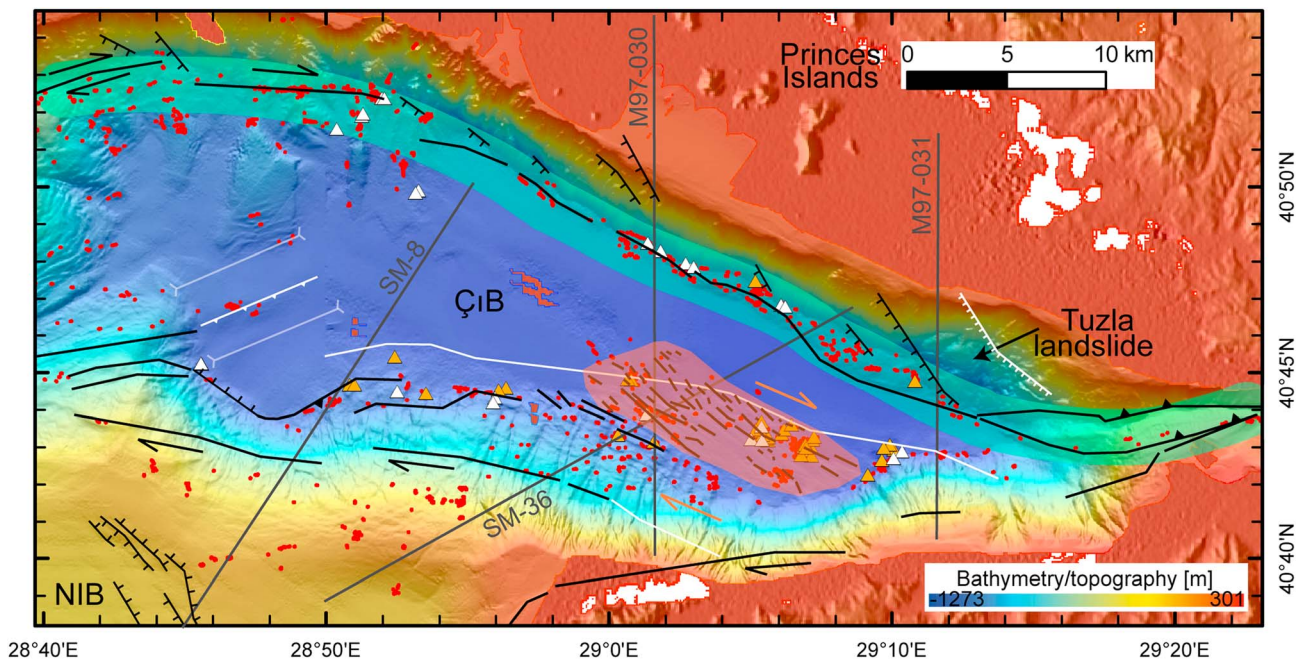 Princes
Islands
0 5 10 km
M97-030
M97-031
SM-8
ÇıB
Tuzla
landslide
SM-36
NIB
Bathymetry/topography [m]
-1273 301
40°50'N
40°45'N
40°40'N
28°40'E 28°50'E 29°0'E 29°10'E 29°20'E